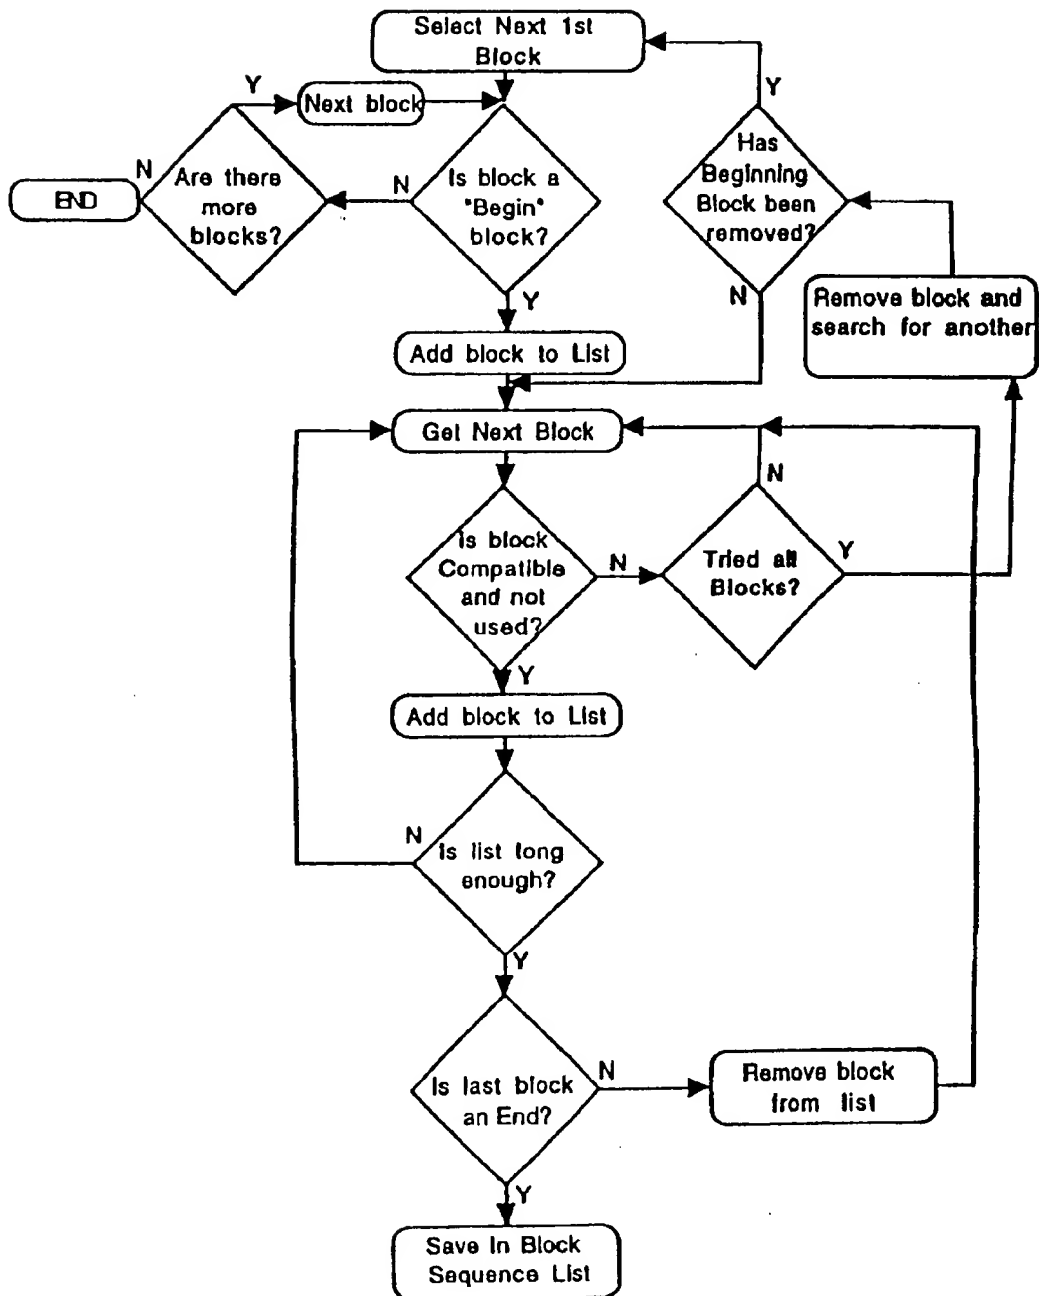 Select Next 1st
Block
Y
Next block
Y
N
Are there
more
blocks?
END
N
Is block a
"Begin"
block?
Has
Beginning
Block been
removed?
Y
N
Remove block and
search for another
Add block to List
Get Next Block
N
Is block
Compatible
and not
used?
N
Tried all
Blocks?
Y
Y
Add block to List
N
Is list long
enough?
Y
Is last block
an End?
N
Remove block
from list
Y
Save In Block
Sequence List